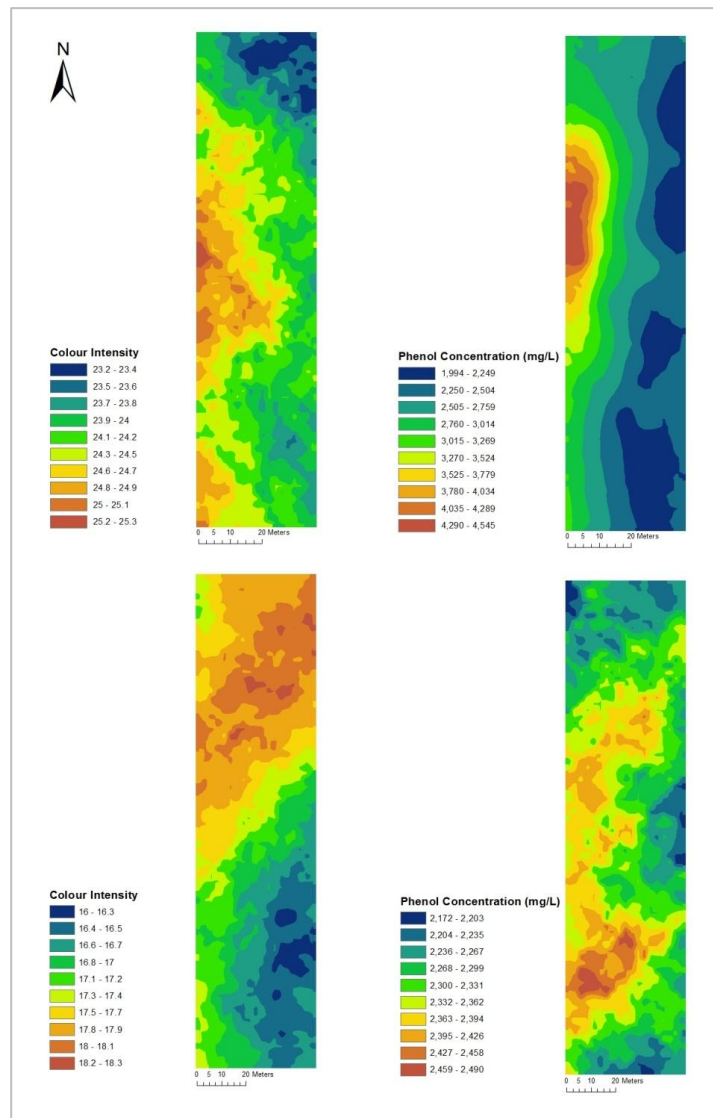 N
Colour Intensity
23.2 - 23.4
23.5 - 23.6
23.7 - 23.8
23.9 - 24
24.1 - 24.2
24.3 - 24.5
24.6 - 24.7
24.8 - 24.9
25 - 25.1
25.2 - 25.3
0 5 10 20 Meters
Phenol Concentration (mg/L)
1,994 - 2,249
2,250 - 2,504
2,505 - 2,759
2,760 - 3,014
3,015 - 3,269
3,270 - 3,524
3,525 - 3,779
3,780 - 4,034
4,035 - 4,289
4,290 - 4,545
0 5 10 20 Meters
Colour Intensity
16 - 16.3
16.4 - 16.5
16.6 - 16.7
16.8 - 17
17.1 - 17.2
17.3 - 17.4
17.5 - 17.7
17.8 - 17.9
18 - 18.1
18.2 - 18.3
0 5 10 20 Meters
Phenol Concentration (mg/L)
2,172 - 2,203
2,204 - 2,235
2,236 - 2,267
2,268 - 2,299
2,300 - 2,331
2,332 - 2,362
2,363 - 2,394
2,395 - 2,426
2,427 - 2,458
2,459 - 2,490
0 5 10 20 Meters